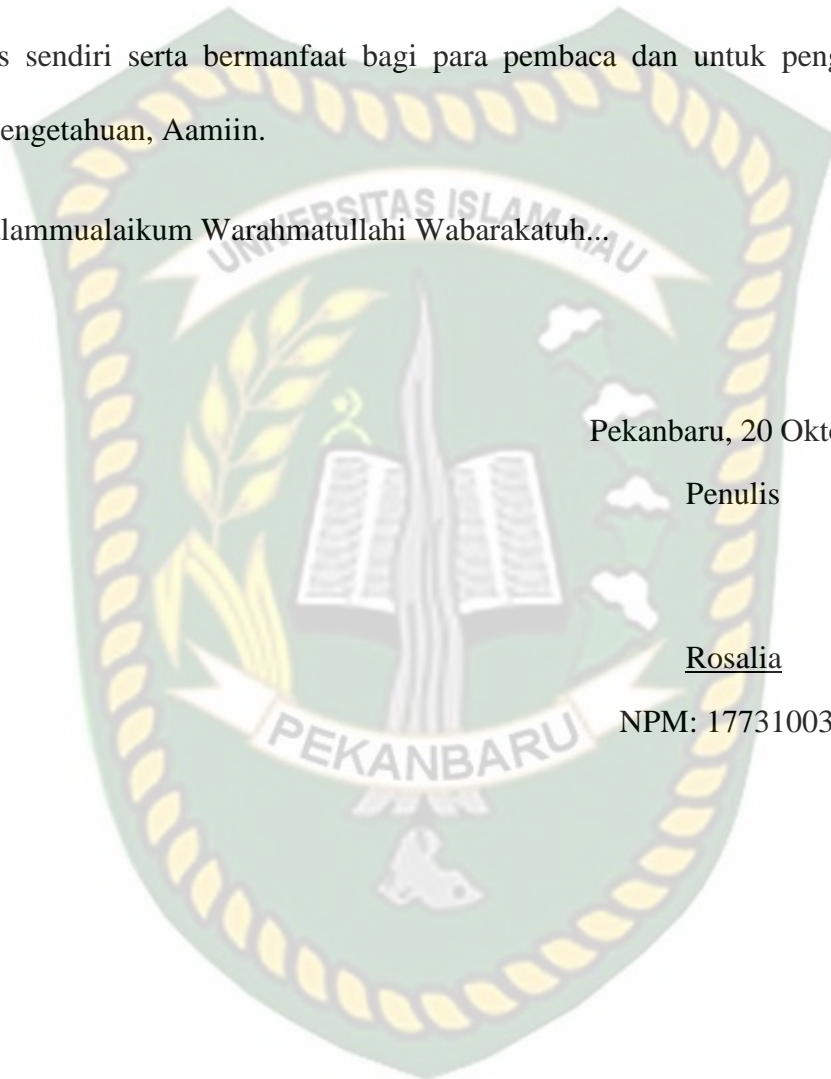 s sendiri serta bermanfaat bagi para pembaca dan untuk peng
engetahuan, Aamiin.
lammualaikum Warahmatullahi Wabarakatuh...
UNIVERSITAS ISLAM RIAU
Pekanbaru, 20 Okt
Penulis
Rosalia
NPM: 17731003
PEKANBARU